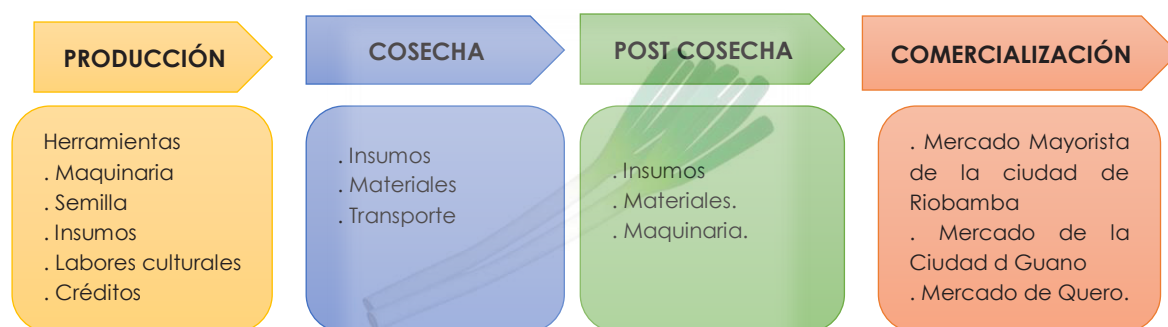 PRODUCCIÓN
COSECHA
POST COSECHA
COMERCIALIZACIÓN
Herramientas
. Maquinaria
. Semilla
. Insumos
. Labores culturales
. Créditos
. Insumos
. Materiales
. Transporte
. Insumos
. Materiales.
. Maquinaria.
. Mercado Mayorista
de la ciudad de
Riobamba
. Mercado de la
Ciudad d Guano
. Mercado de Quero.